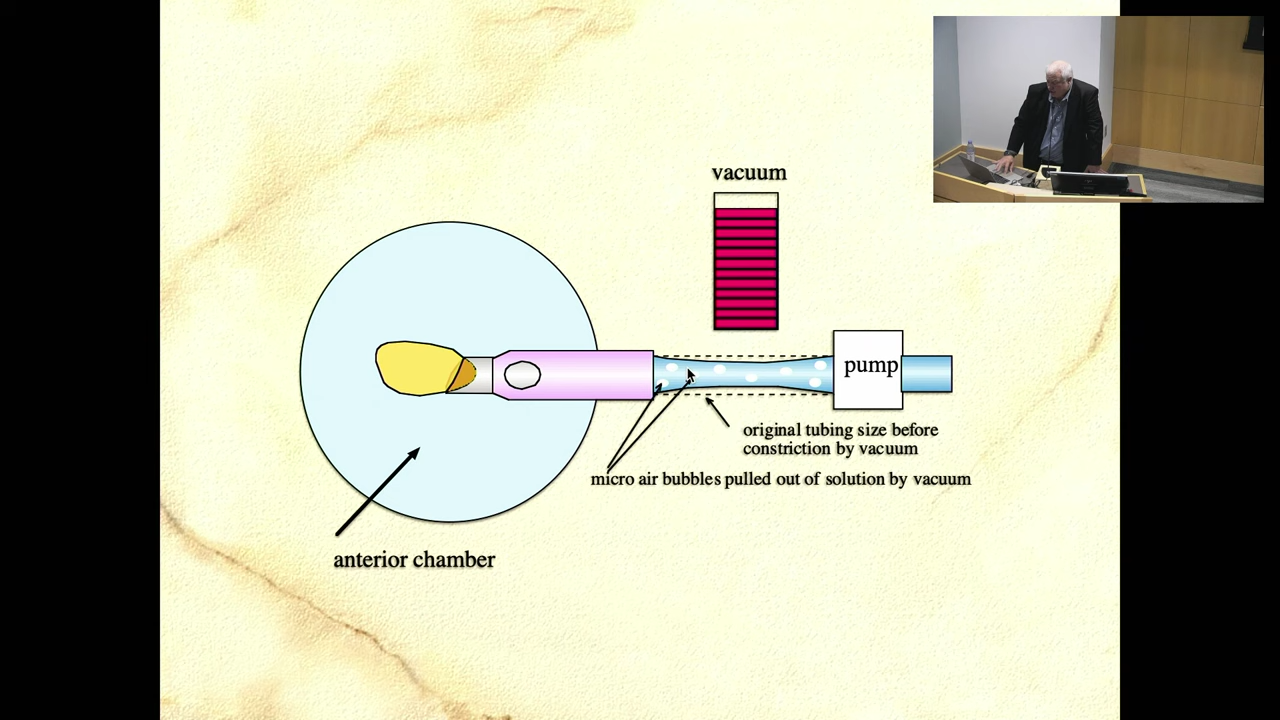 vacuum
pump
original tubing size before
constriction by vacuum
micro air bubbles pulled out of solution by vacuum
anterior chamber